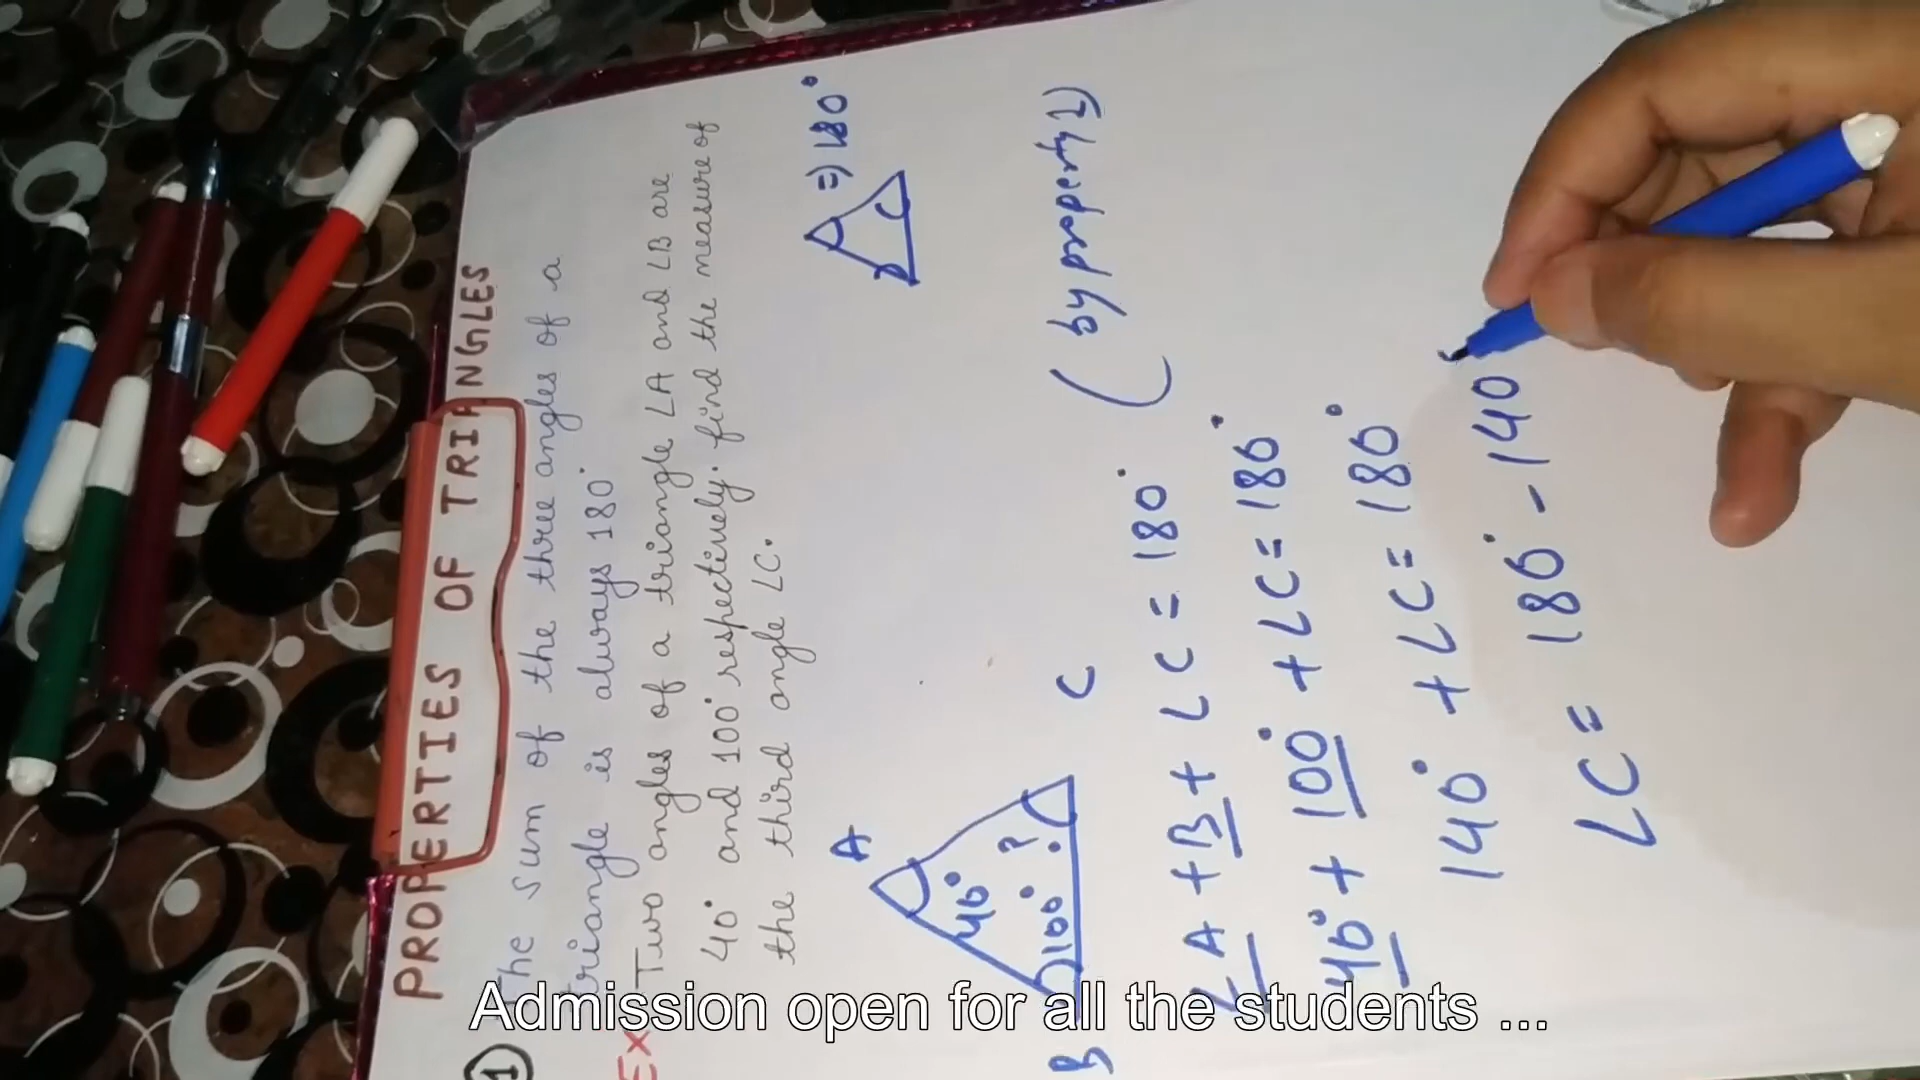 PROPERTIES OF TRIANGLES
1 The sum of the three angles of a
triangle is always 180°
Ex Two angles of a triangle ∠A and ∠B are
40° and 100° respectively. find the measure of
the third angle ∠C.
=) 180°
A
40°
100° ?
B C
∠A + B + ∠C = 180° (by property 1)
40° + 100° + ∠C = 180°
140° + ∠C = 180°
∠C = 180° - 140°
Admission open for all the students ...